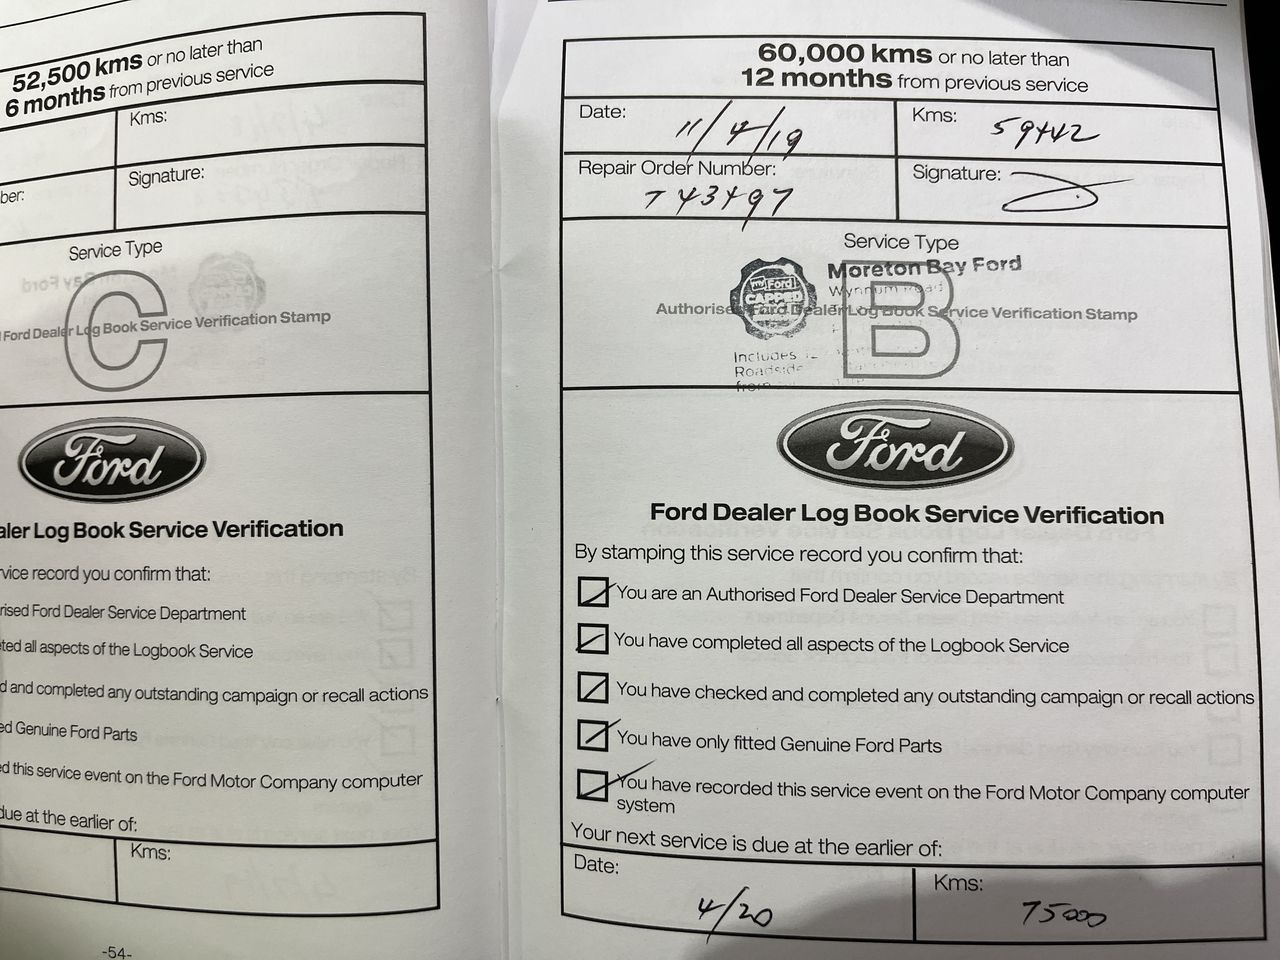 52,500 kms or no later than
6 months from previous service
Kms:
ber:
Signature:
Service Type
C
Ford Dealer Log Book Service Verification Stamp
Ford
aler Log Book Service Verification
vice record you confirm that:
rised Ford Dealer Service Department
ted all aspects of the Logbook Service
d and completed any outstanding campaign or recall actions
ed Genuine Ford Parts
d this service event on the Ford Motor Company computer
due at the earlier of:
Kms:
-54-
60,000 kms or no later than
12 months from previous service
Date: 11/4/19
Kms: 59442
Repair Order Number:
743497
Signature:
Service Type
Moreton Bay Ford
my Ford
CAPPED
Wynnum Road
B
Authorised Ford Dealer Log Book Service Verification Stamp
Includes 12
Roadside
from
Ford
Ford Dealer Log Book Service Verification
By stamping this service record you confirm that:
You are an Authorised Ford Dealer Service Department
You have completed all aspects of the Logbook Service
You have checked and completed any outstanding campaign or recall actions
You have only fitted Genuine Ford Parts
You have recorded this service event on the Ford Motor Company computer
system
Your next service is due at the earlier of:
Date:
4/20
Kms:
75000